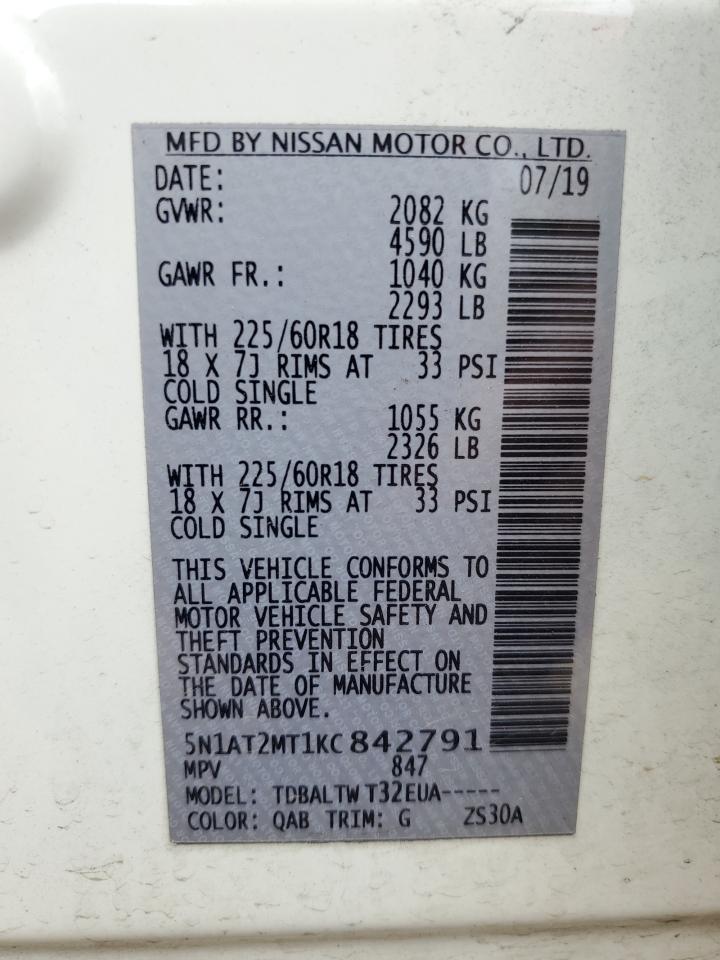 MFD BY NISSAN MOTOR CO., LTD.
DATE: 07/19
GVWR: 2082 KG
4590 LB
GAWR FR.: 1040 KG
2293 LB
WITH 225/60R18 TIRES
18 X 7J RIMS AT 33 PSI
COLD SINGLE
GAWR RR.: 1055 KG
2326 LB
WITH 225/60R18 TIRES
18 X 7J RIMS AT 33 PSI
COLD SINGLE
THIS VEHICLE CONFORMS TO
ALL APPLICABLE FEDERAL
MOTOR VEHICLE SAFETY AND
THEFT PREVENTION
STANDARDS IN EFFECT ON
THE DATE OF MANUFACTURE
SHOWN ABOVE.
5N1AT2MT1KC842791
MPV 847
MODEL: TDBALTW T32EUA-----
COLOR: QAB TRIM: G ZS30A